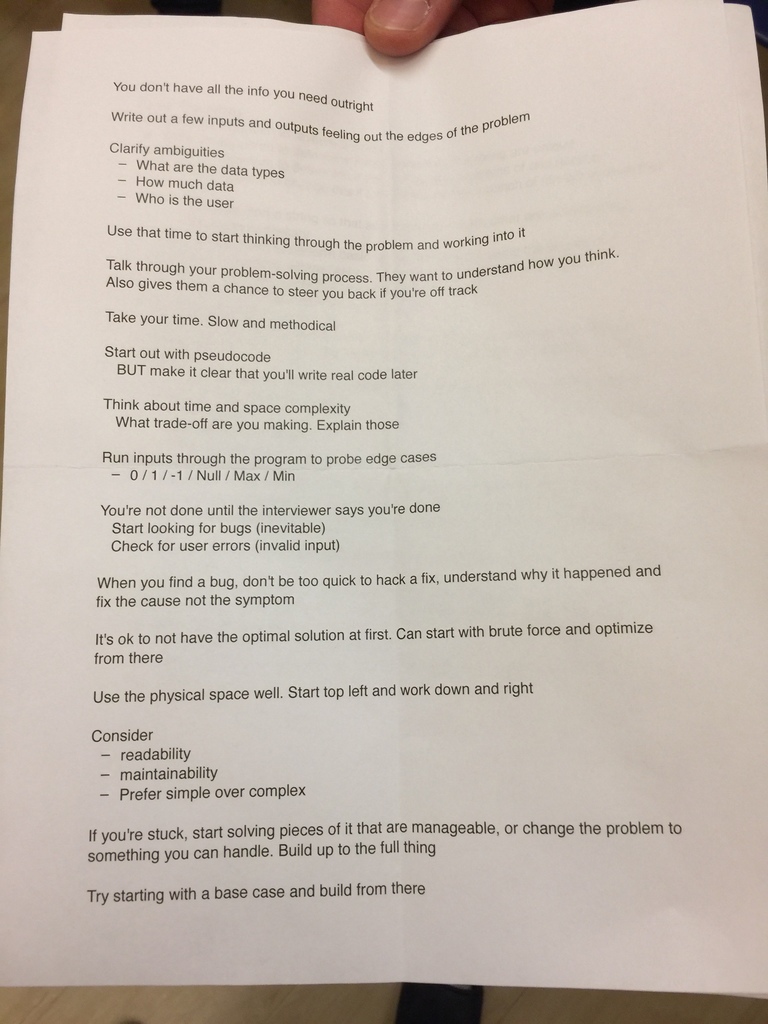 You don't have all the info you need outright
Write out a few inputs and outputs feeling out the edges of the problem
Clarify ambiguities
– What are the data types
– How much data
– Who is the user
Use that time to start thinking through the problem and working into it
Talk through your problem-solving process. They want to understand how you think.
Also gives them a chance to steer you back if you're off track
Take your time. Slow and methodical
Start out with pseudocode
BUT make it clear that you'll write real code later
Think about time and space complexity
What trade-off are you making. Explain those
Run inputs through the program to probe edge cases
– 0 / 1 / -1 / Null / Max / Min
You're not done until the interviewer says you're done
Start looking for bugs (inevitable)
Check for user errors (invalid input)
When you find a bug, don't be too quick to hack a fix, understand why it happened and
fix the cause not the symptom
It's ok to not have the optimal solution at first. Can start with brute force and optimize
from there
Use the physical space well. Start top left and work down and right
Consider
– readability
– maintainability
– Prefer simple over complex
If you're stuck, start solving pieces of it that are manageable, or change the problem to
something you can handle. Build up to the full thing
Try starting with a base case and build from there